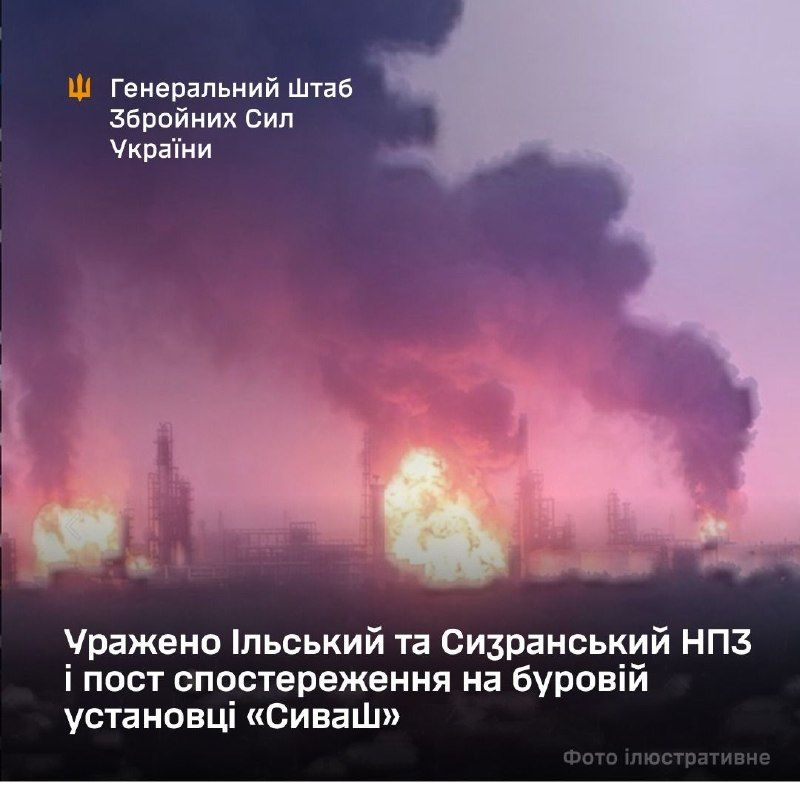 Генеральний штаб
Збройних Сил
України
Уражено Ільський та Сизранський НПЗ
і пост спостереження на буровій
установці «Сиваш»
Фото ілюстративне